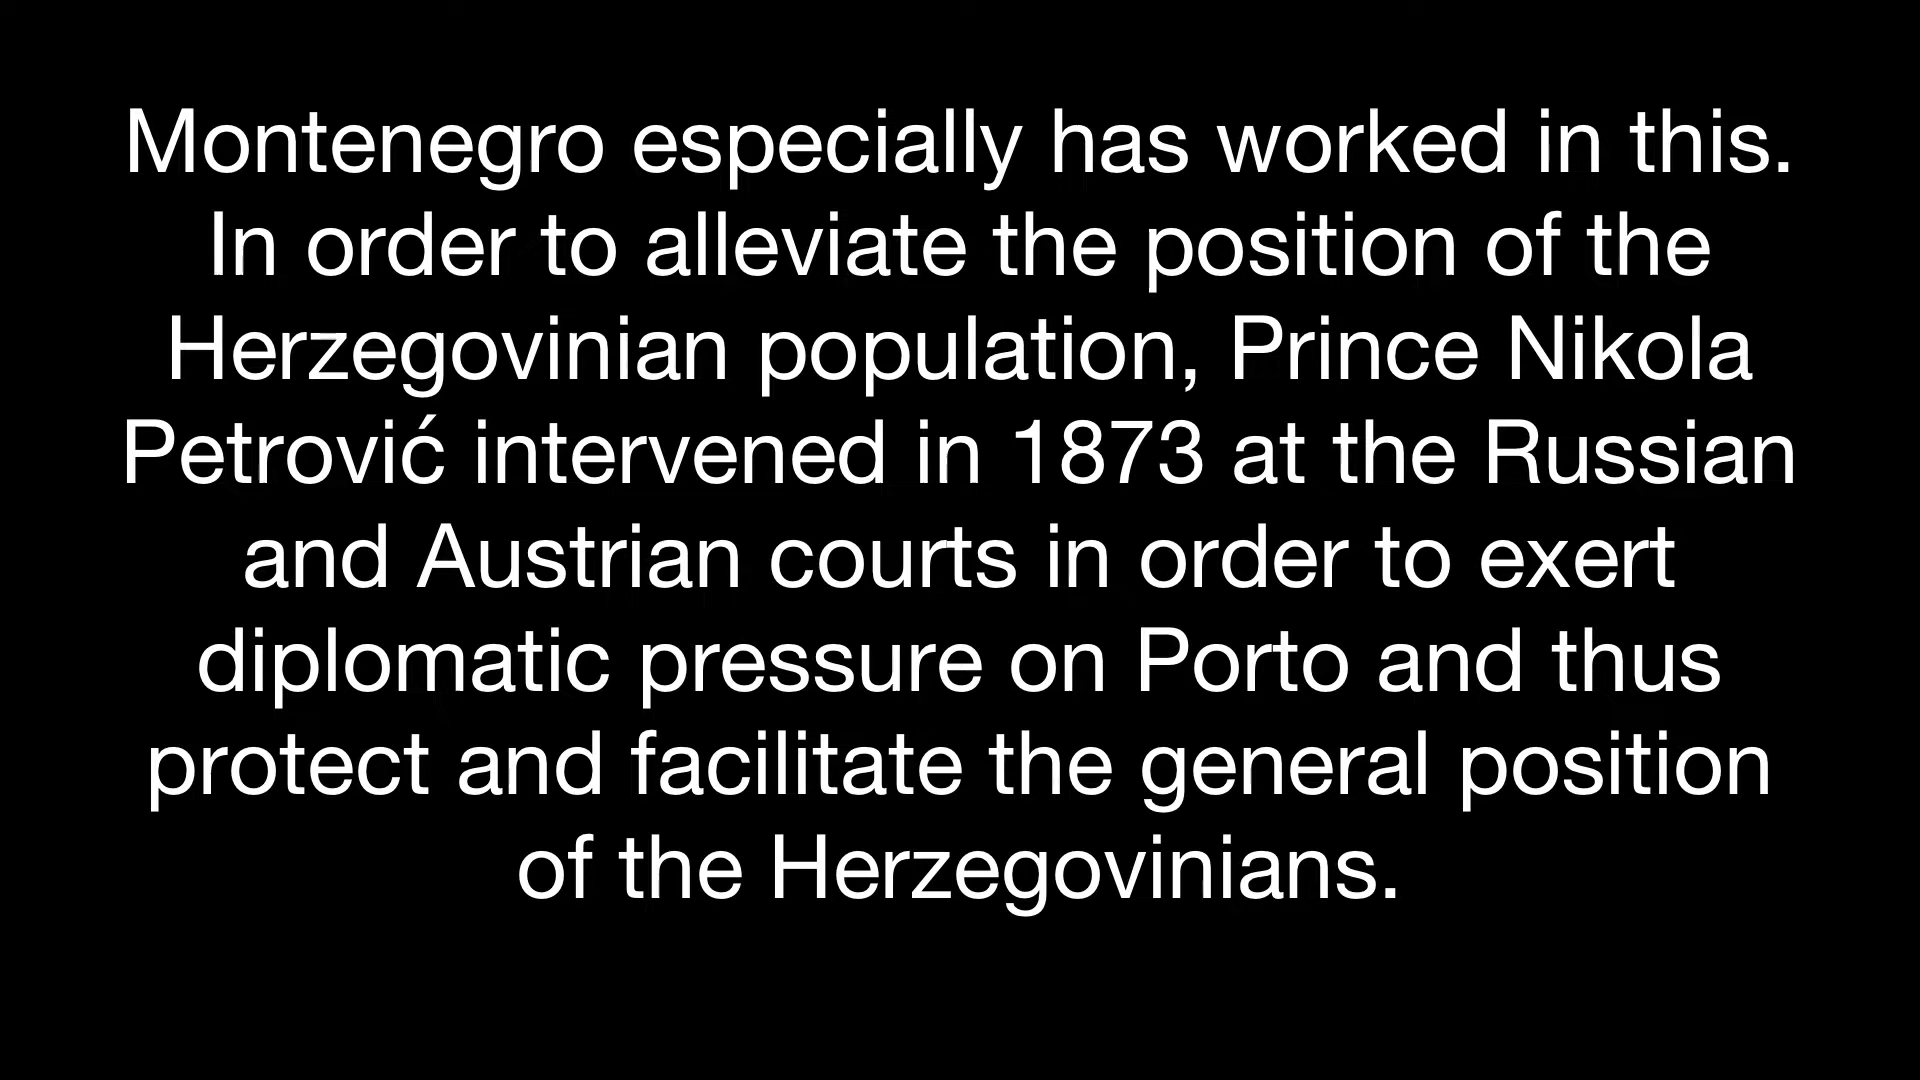 Montenegro especially has worked in this.
In order to alleviate the position of the
Herzegovinian population, Prince Nikola
Petrović intervened in 1873 at the Russian
and Austrian courts in order to exert
diplomatic pressure on Porto and thus
protect and facilitate the general position
of the Herzegovinians.